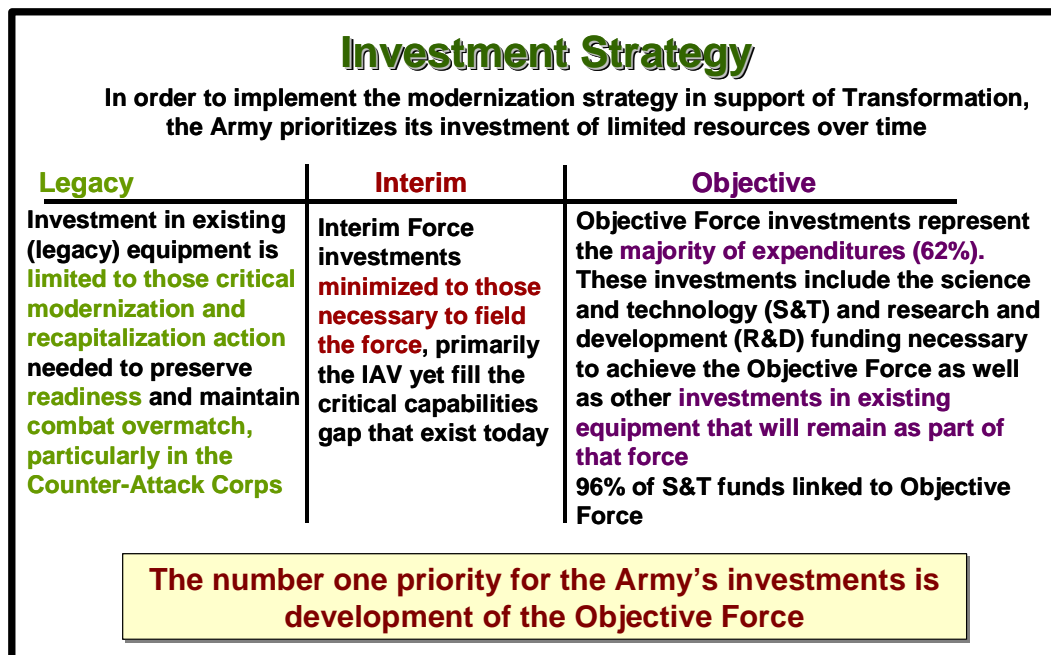 Investment Strategy
In order to implement the modernization strategy in support of Transformation,
the Army prioritizes its investment of limited resources over time
Legacy
Investment in existing
(legacy) equipment is
limited to those critical
modernization and
recapitalization action
needed to preserve
readiness and maintain
combat overmatch,
particularly in the
Counter-Attack Corps
Interim
Interim Force
investments
minimized to those
necessary to field
the force, primarily
the IAV yet fill the
critical capabilities
gap that exist today
Objective
Objective Force investments represent
the majority of expenditures (62%).
These investments include the science
and technology (S&T) and research and
development (R&D) funding necessary
to achieve the Objective Force as well
as other investments in existing
equipment that will remain as part of
that force
96% of S&T funds linked to Objective
Force
The number one priority for the Army's investments is
development of the Objective Force